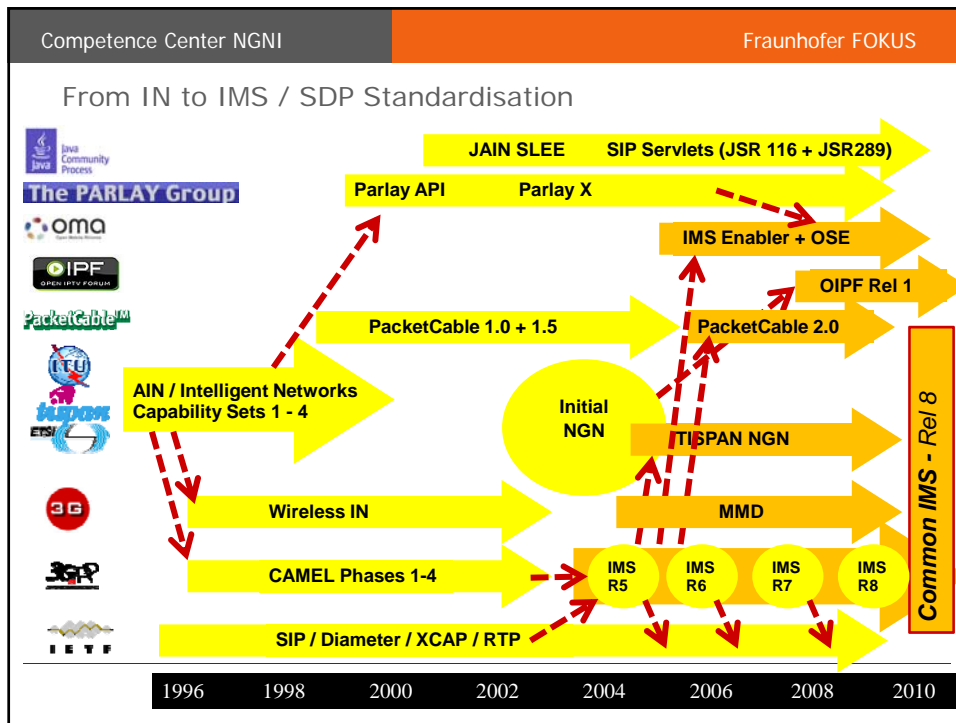 Competence Center NGNI
Fraunhofer FOKUS
From IN to IMS / SDP Standardisation
Java
Java
Community
Process
JAIN SLEE
SIP Servlets (JSR 116 + JSR289)
The PARLAY Group
Parlay API
Parlay X
oma
IMS Enabler + OSE
OIPF
OPEN IPTV FORUM
OIPF Rel 1
PacketCable™
PacketCable 1.0 + 1.5
PacketCable 2.0
ITU
tispan
ETSI
AIN / Intelligent Networks
Capability Sets 1 - 4
Initial
NGN
TISPAN NGN
3G
Wireless IN
MMD
3GPP
CAMEL Phases 1-4
IMS
R5
IMS
R6
IMS
R7
IMS
R8
Common IMS - Rel 8
I E T F
SIP / Diameter / XCAP / RTP
1996
1998
2000
2002
2004
2006
2008
2010